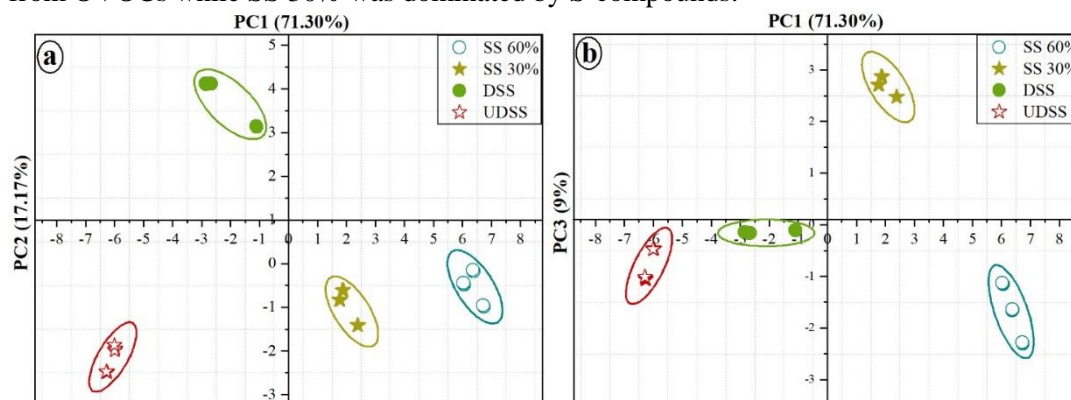 from OVOCs while SS 30% was dominated by S-compounds.
PC1 (71.30%)
a
SS 60%
SS 30%
DSS
UDSS
5
4
3
2
1
-8 -7 -6 -5 -4 -3 -2 -1 0 1 2 3 4 5 6 7 8
0
-1
-2
-3
PC2 (17.17%)
PC1 (71.30%)
b
SS 60%
SS 30%
DSS
UDSS
3
2
1
-8 -7 -6 -5 -4 -3 -2 -1 0 1 2 3 4 5 6 7 8
-1
-2
-3
PC3 (9%)